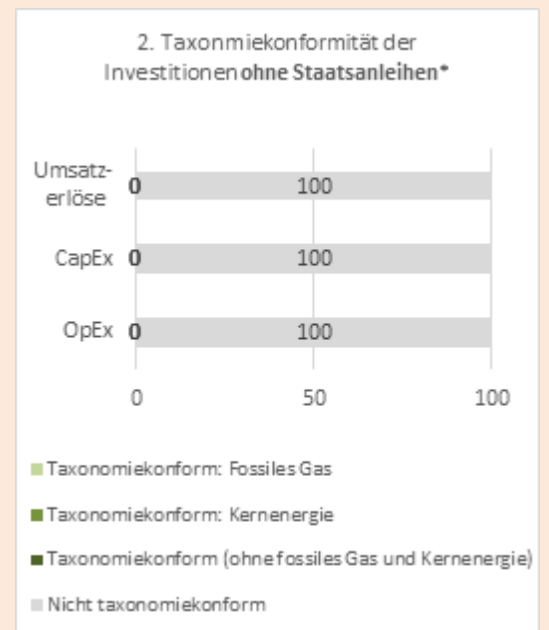 2. Taxonmiekonformität der
Investitionen ohne Staatsanleihen*
Umsatz-
erlöse
0 100
CapEx 0 100
OpEx 0 100
0 50 100
Taxonomiekonform: Fossiles Gas
Taxonomiekonform: Kernenergie
Taxonomiekonform (ohne fossiles Gas und Kernenergie)
Nicht taxonomiekonform